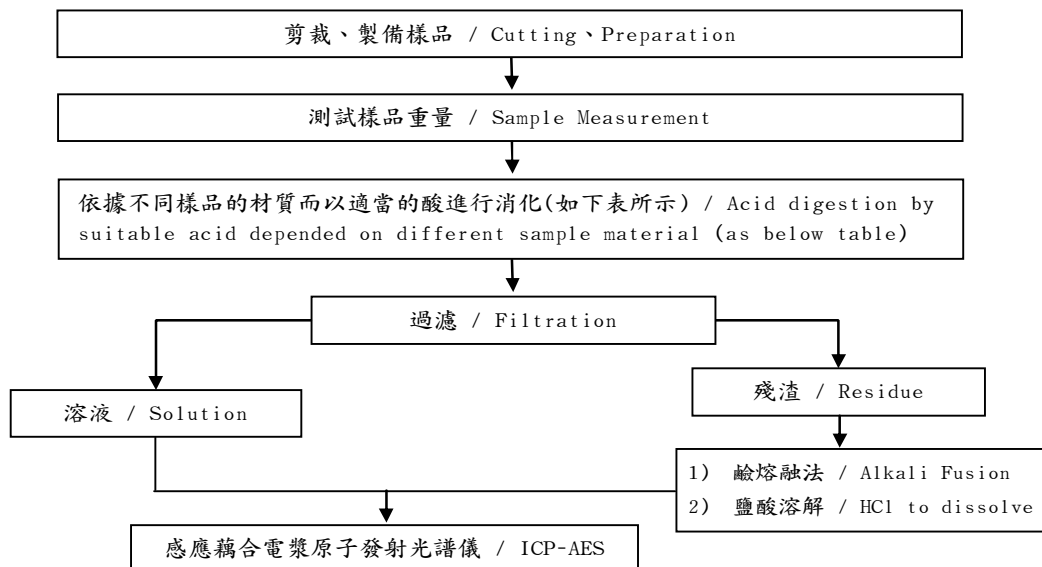 剪裁、製備樣品 / Cutting、Preparation
測試樣品重量 / Sample Measurement
依據不同樣品的材質而以適當的酸進行消化(如下表所示) / Acid digestion by
suitable acid depended on different sample material (as below table)
過濾 / Filtration
溶液 / Solution
殘渣 / Residue
1) 鹼熔融法 / Alkali Fusion
2) 鹽酸溶解 / HCl to dissolve
感應藕合電漿原子發射光譜儀 / ICP-AES